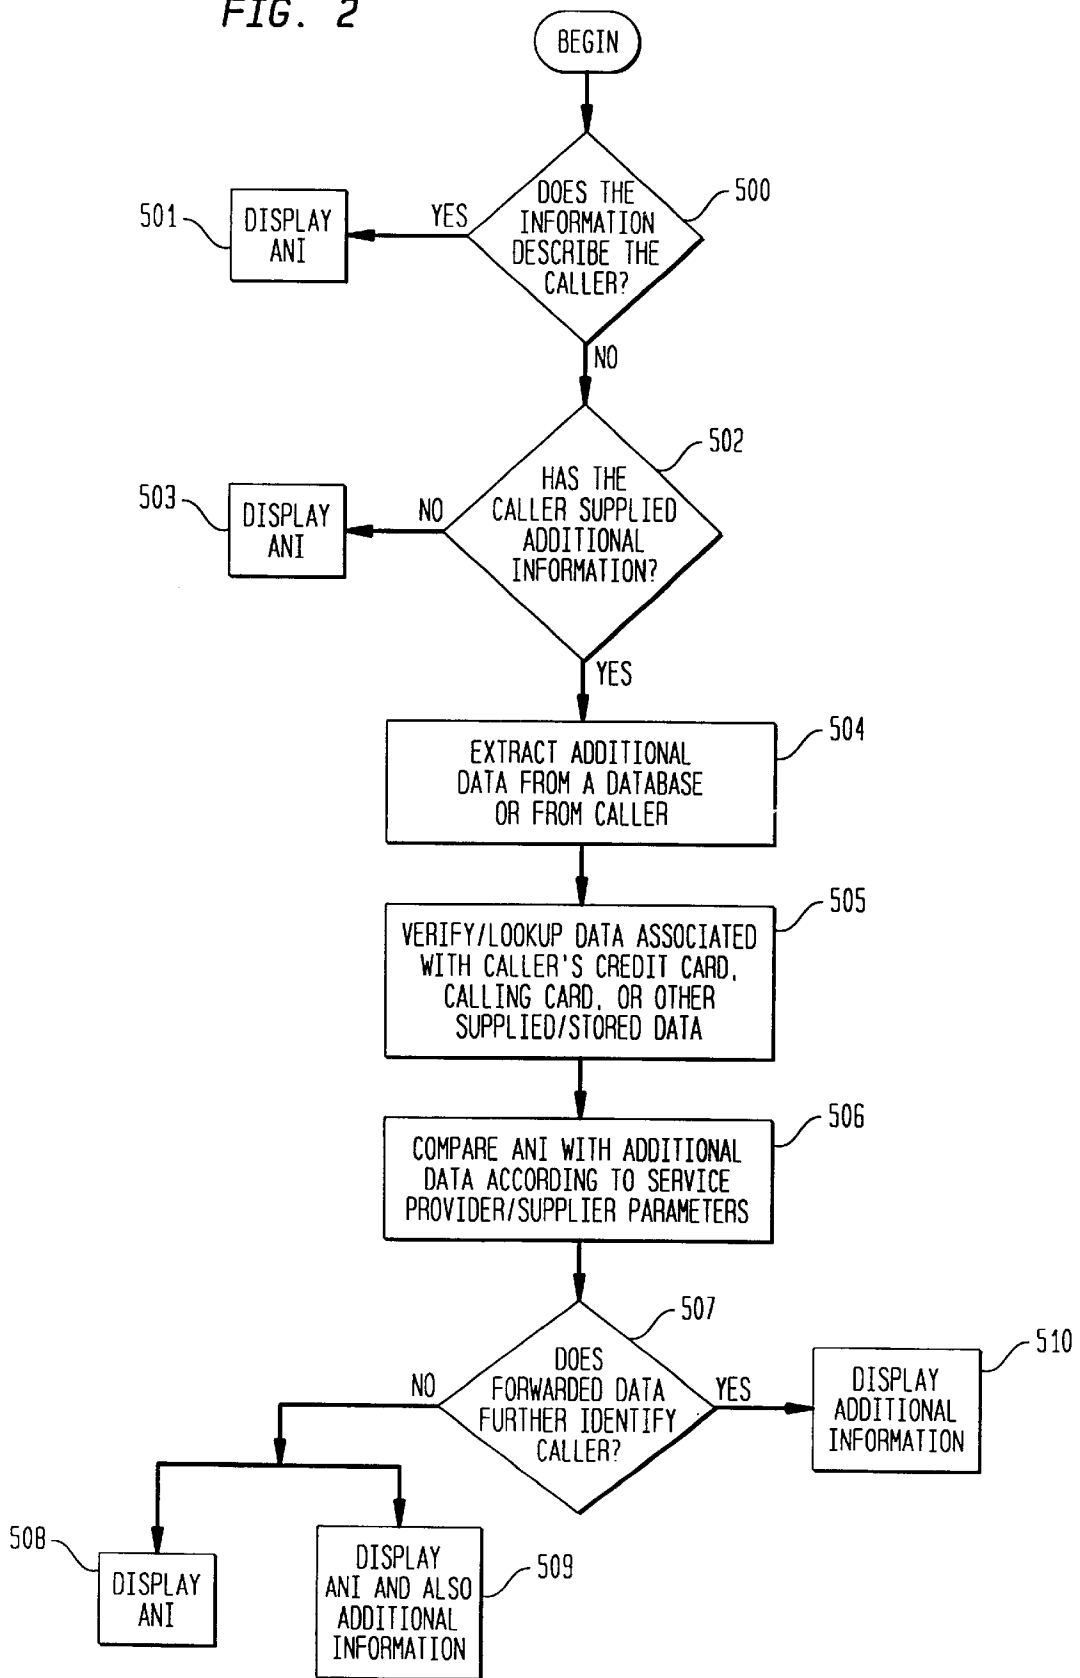 FIG. 2
BEGIN
500
DOES THE
INFORMATION
DESCRIBE THE
CALLER?
YES
501
DISPLAY
ANI
NO
502
HAS THE
CALLER SUPPLIED
ADDITIONAL
INFORMATION?
NO
503
DISPLAY
ANI
YES
504
EXTRACT ADDITIONAL
DATA FROM A DATABASE
OR FROM CALLER
505
VERIFY/LOOKUP DATA ASSOCIATED
WITH CALLER'S CREDIT CARD,
CALLING CARD, OR OTHER
SUPPLIED/STORED DATA
506
COMPARE ANI WITH ADDITIONAL
DATA ACCORDING TO SERVICE
PROVIDER/SUPPLIER PARAMETERS
507
DOES
FORWARDED DATA
FURTHER IDENTIFY
CALLER?
NO
YES
510
DISPLAY
ADDITIONAL
INFORMATION
508
DISPLAY
ANI
509
DISPLAY
ANI AND ALSO
ADDITIONAL
INFORMATION